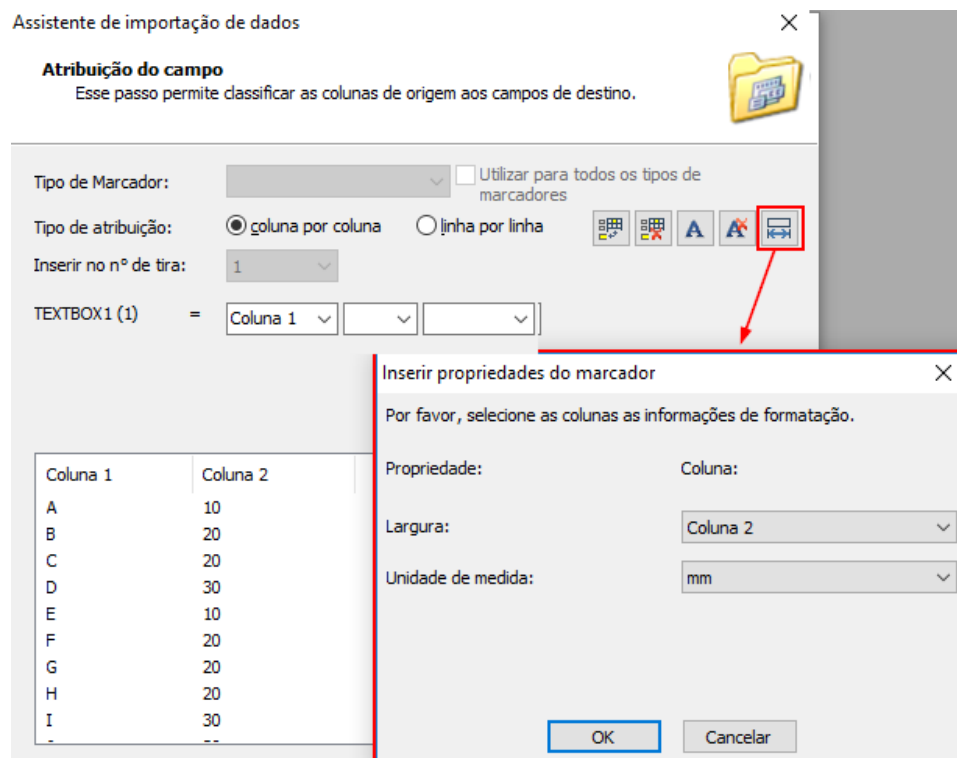 Assistente de importação de dados
Atribuição do campo
Esse passo permite classificar as colunas de origem aos campos de destino.
Tipo de Marcador:
Utilizar para todos os tipos de
marcadores
Tipo de atribuição: coluna por coluna linha por linha
Inserir no nº de tira: 1
TEXTBOX1 (1) = Coluna 1
Inserir propriedades do marcador
Por favor, selecione as colunas as informações de formatação.
Propriedade: Coluna:
Largura: Coluna 2
Unidade de medida: mm
OK Cancelar
Coluna 1 Coluna 2
A 10
B 20
C 20
D 30
E 10
F 20
G 20
H 20
I 30